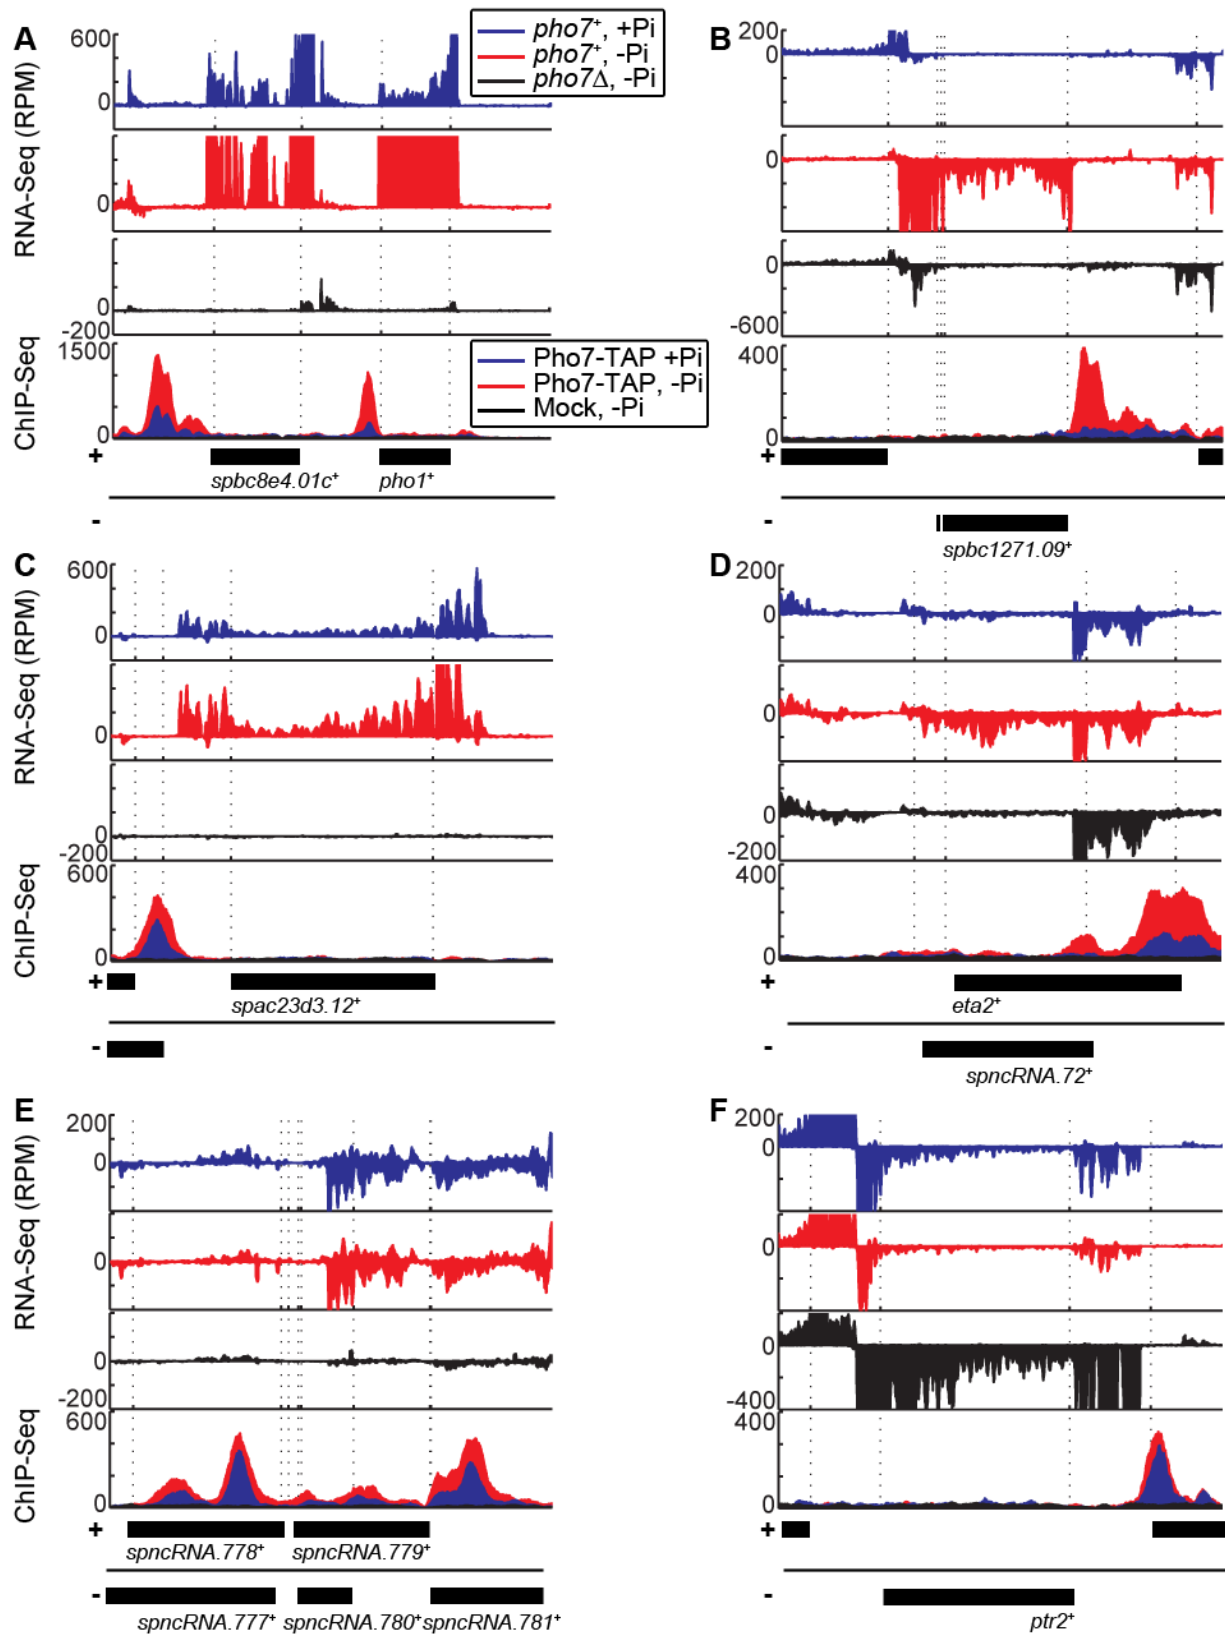 A
RNA-Seq (RPM)
600
0
0
0
-200
pho7⁺, +Pi
pho7⁺, -Pi
pho7Δ, -Pi
ChIP-Seq
1500
0
Pho7-TAP +Pi
Pho7-TAP, -Pi
Mock, -Pi
+
spbc8e4.01c⁺ pho1⁺
-
B
200
0
0
0
-600
400
0
+
-
spbc1271.09⁺
C
RNA-Seq (RPM)
600
0
0
0
-200
ChIP-Seq
600
0
+
spac23d3.12⁺
-
D
200
0
0
0
-200
400
0
+
eta2⁺
-
spncRNA.72⁺
E
RNA-Seq (RPM)
200
0
0
0
-200
ChIP-Seq
600
0
+
spncRNA.778⁺ spncRNA.779⁺
-
spncRNA.777⁺ spncRNA.780⁺ spncRNA.781⁺
F
200
0
0
0
-400
400
0
+
-
ptr2⁺